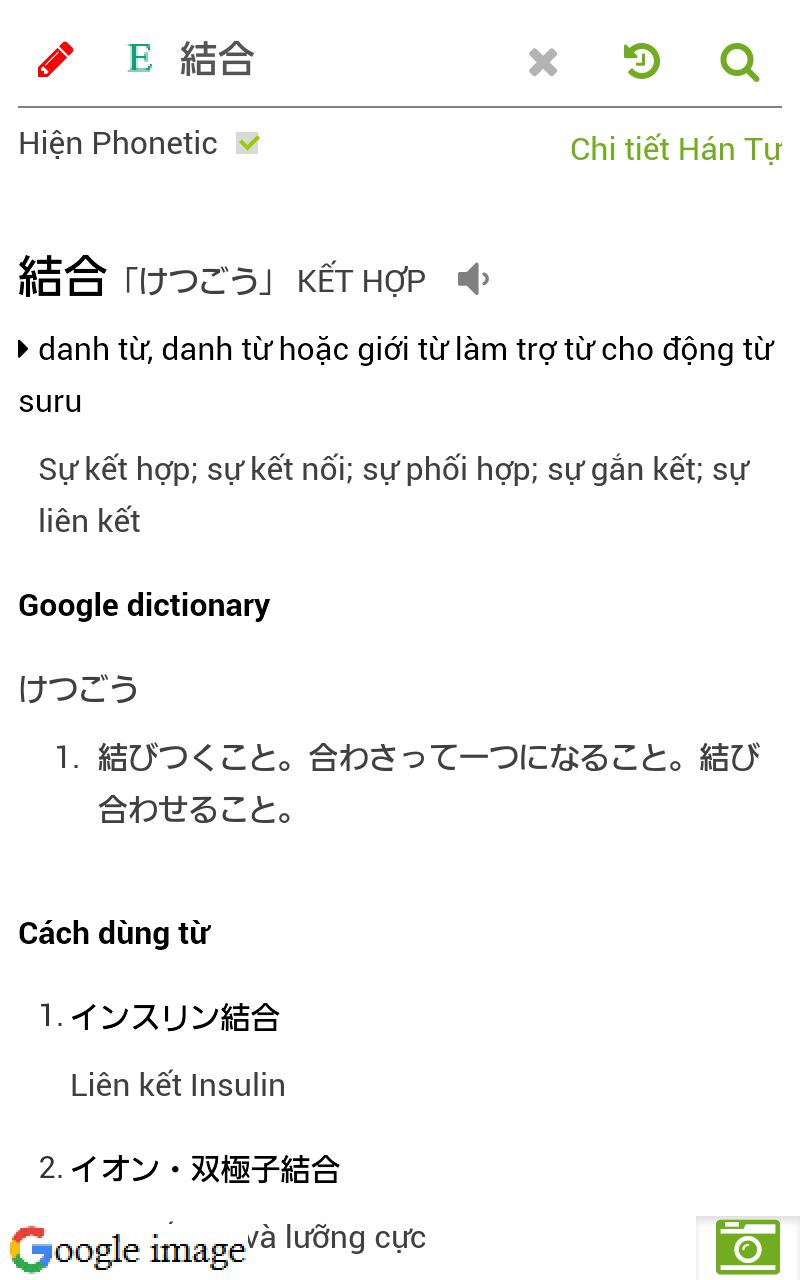 E 結合
Hiện Phonetic
Chi tiết Hán Tự
結合「けつごう」 KẾT HỢP
danh từ, danh từ hoặc giới từ làm trợ từ cho động từ
suru
Sự kết hợp; sự kết nối; sự phối hợp; sự gắn kết; sự
liên kết
Google dictionary
けつごう
1. 結びつくこと。合わさって一つになること。結び
合わせること。
Cách dùng từ
1. インスリン結合
Liên kết Insulin
2. イオン・双極子結合
và lưỡng cực
Google image